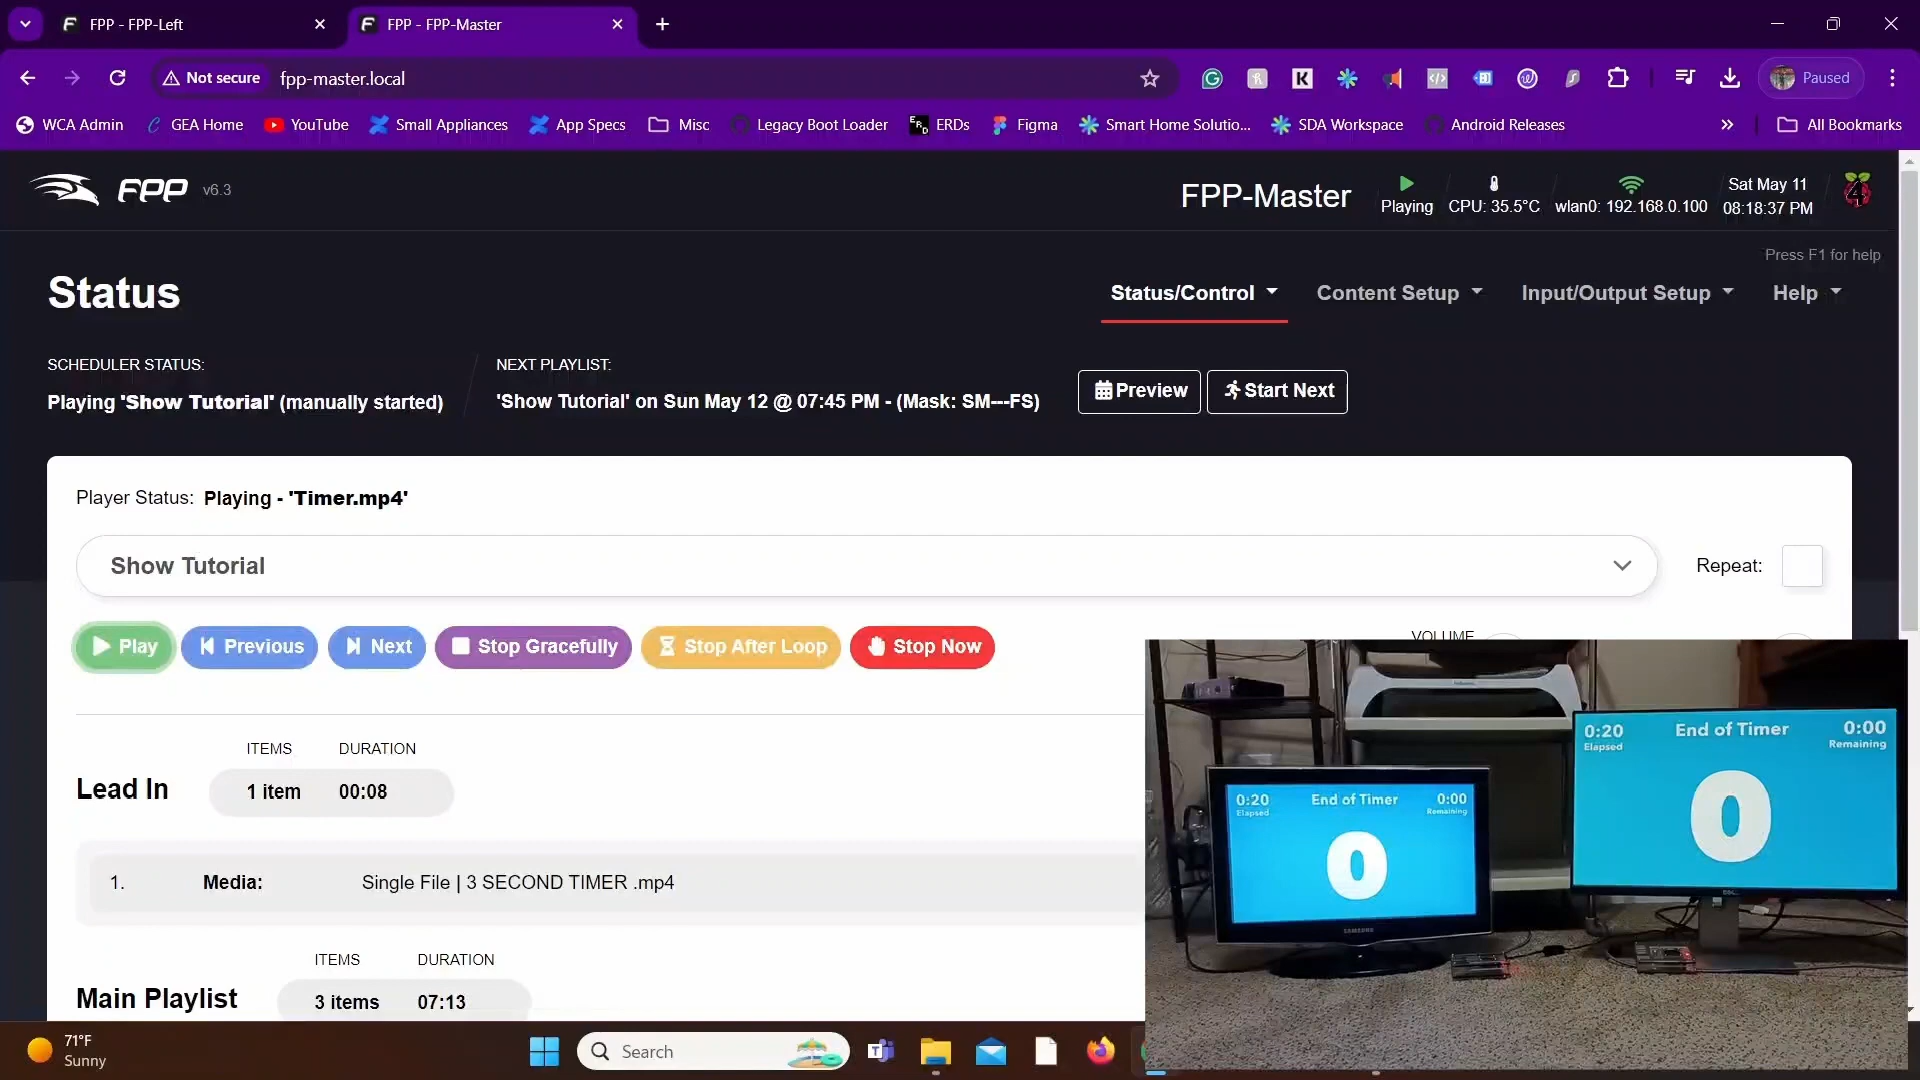 FPP - FPP-Left
FPP - FPP-Master
Not secure
fpp-master.local
Paused
WCA Admin
GEA Home
YouTube
Small Appliances
App Specs
Misc
Legacy Boot Loader
ERDs
Figma
Smart Home Solutio...
SDA Workspace
Android Releases
All Bookmarks
FPP v6.3
FPP-Master
Playing
CPU: 35.5°C
wlan0: 192.168.0.100
Sat May 11
08:18:37 PM
Press F1 for help
Status
Status/Control
Content Setup
Input/Output Setup
Help
SCHEDULER STATUS:
Playing 'Show Tutorial' (manually started)
NEXT PLAYLIST:
'Show Tutorial' on Sun May 12 @ 07:45 PM - (Mask: SM---FS)
Preview
Start Next
Player Status: Playing - 'Timer.mp4'
Show Tutorial
Repeat:
Play
Previous
Next
Stop Gracefully
Stop After Loop
Stop Now
VOLUME
ITEMS DURATION
Lead In 1 item 00:08
1. Media: Single File | 3 SECOND TIMER .mp4
ITEMS DURATION
Main Playlist 3 items 07:13
0:20 End of Timer 0:00
Elapsed Remaining
0
SAMSUNG
0:20 End of Timer 0:00
Elapsed Remaining
0
DELL
71°F
Sunny
Search